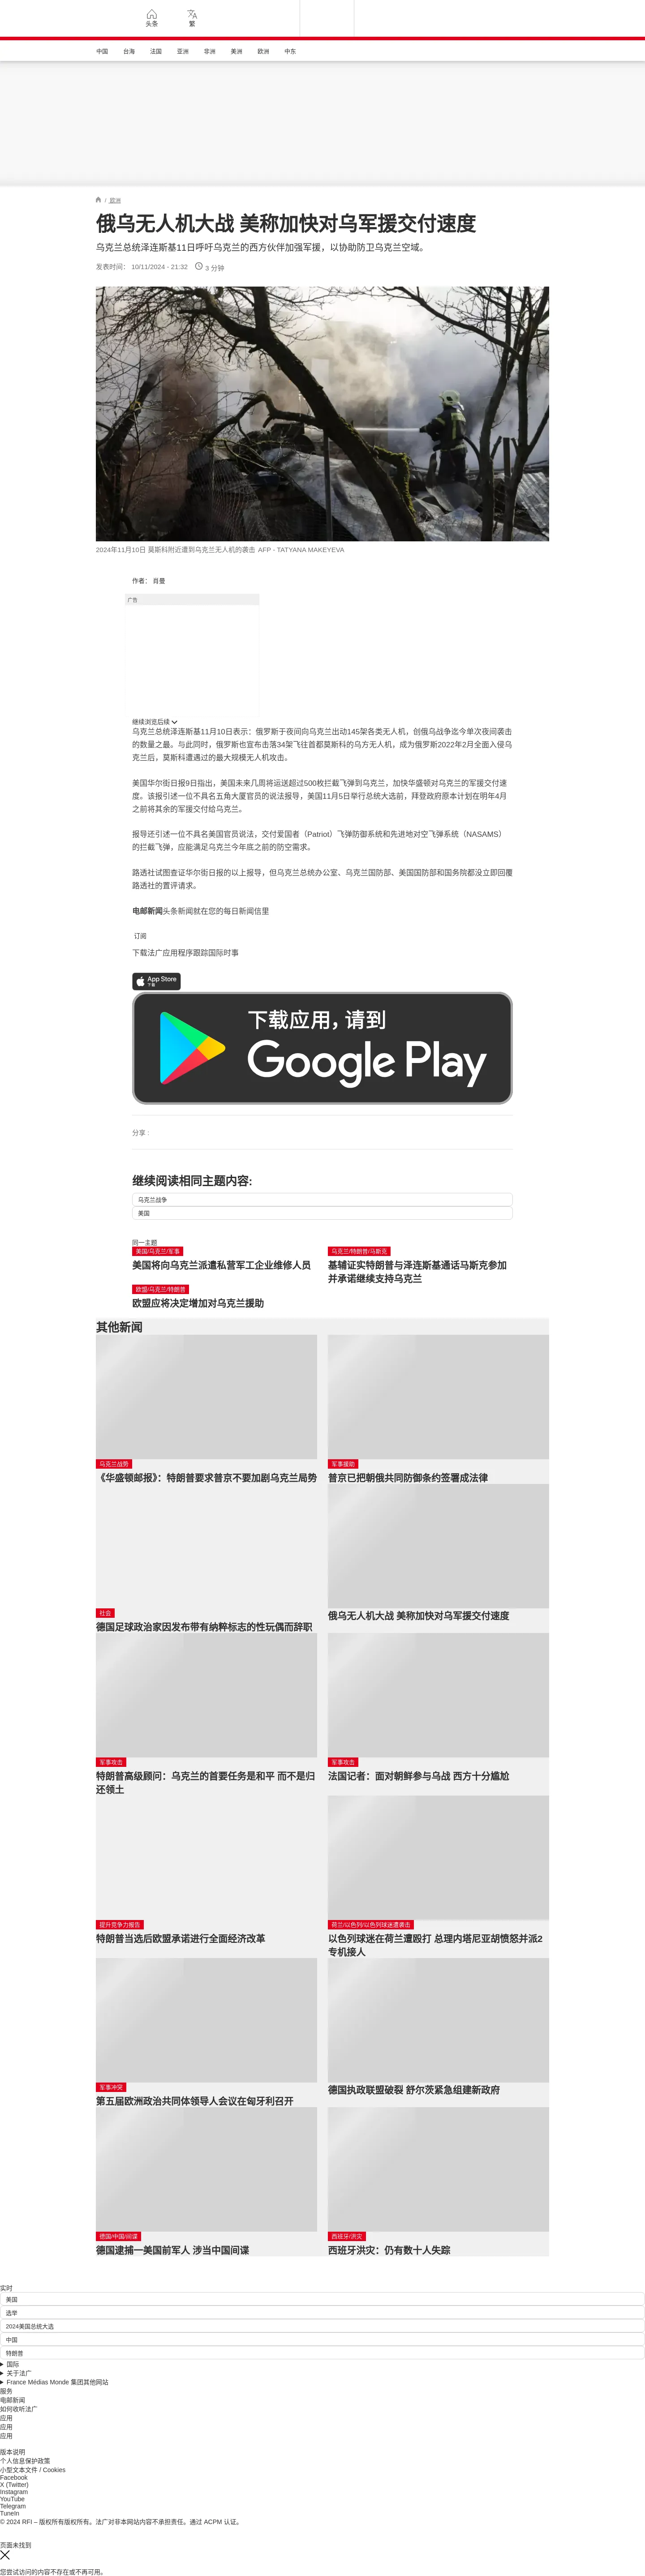 头条
繁
中国 台海 法国 亚洲 非洲 美洲 欧洲 中东
/ 欧洲
俄乌无人机大战 美称加快对乌军援交付速度
乌克兰总统泽连斯基11日呼吁乌克兰的西方伙伴加强军援，以协助防卫乌克兰空域。
发表时间： 10/11/2024 - 21:32 3 分钟
2024年11月10日 莫斯科附近遭到乌克兰无人机的袭击 AFP - TATYANA MAKEYEVA
作者： 肖曼
广告
继续浏览后续
乌克兰总统泽连斯基11月10日表示：俄罗斯于夜间向乌克兰出动145架各类无人机，创俄乌战争迄今单次夜间袭击
的数量之最。与此同时，俄罗斯也宣布击落34架飞往首都莫斯科的乌方无人机，成为俄罗斯2022年2月全面入侵乌
克兰后，莫斯科遭遇过的最大规模无人机攻击。
美国华尔街日报9日指出，美国未来几周将运送超过500枚拦截飞弹到乌克兰，加快华盛顿对乌克兰的军援交付速
度。该报引述一位不具名五角大厦官员的说法报导，美国11月5日举行总统大选前，拜登政府原本计划在明年4月
之前将其余的军援交付给乌克兰。
报导还引述一位不具名美国官员说法，交付爱国者（Patriot）飞弹防御系统和先进地对空飞弹系统（NASAMS）
的拦截飞弹，应能满足乌克兰今年底之前的防空需求。
路透社试图查证华尔街日报的以上报导，但乌克兰总统办公室、乌克兰国防部、美国国防部和国务院都没立即回覆
路透社的置评请求。
电邮新闻头条新闻就在您的每日新闻信里
订阅
下载法广应用程序跟踪国际时事
App Store
下载
下载应用，请到
Google Play
分享 :
继续阅读相同主题内容:
乌克兰战争
美国
同一主题
美国/乌克兰/军事
美国将向乌克兰派遣私营军工企业维修人员
乌克兰/特朗普/马斯克
基辅证实特朗普与泽连斯基通话马斯克参加
并承诺继续支持乌克兰
欧盟/乌克兰/特朗普
欧盟应将决定增加对乌克兰援助
其他新闻
乌克兰战势
《华盛顿邮报》：特朗普要求普京不要加剧乌克兰局势
军事援助
普京已把朝俄共同防御条约签署成法律
社会
德国足球政治家因发布带有纳粹标志的性玩偶而辞职
俄乌无人机大战 美称加快对乌军援交付速度
军事攻击
特朗普高级顾问：乌克兰的首要任务是和平 而不是归
还领土
军事攻击
法国记者：面对朝鲜参与乌战 西方十分尴尬
提升竞争力报告
特朗普当选后欧盟承诺进行全面经济改革
荷兰/以色列/以色列球迷遭袭击
以色列球迷在荷兰遭殴打 总理内塔尼亚胡愤怒并派2
专机接人
军事冲突
第五届欧洲政治共同体领导人会议在匈牙利召开
德国执政联盟破裂 舒尔茨紧急组建新政府
德国/中国/间谍
德国逮捕一美国前军人 涉当中国间谍
西班牙/洪灾
西班牙洪灾：仍有数十人失踪
实时
美国
选举
2024美国总统大选
中国
特朗普
国际
关于法广
France Médias Monde 集团其他网站
服务
电邮新闻
如何收听法广
应用
应用
应用
版本说明
个人信息保护政策
小型文本文件 / Cookies
Facebook
X (Twitter)
Instagram
YouTube
Telegram
TuneIn
© 2024 RFI – 版权所有版权所有。法广对非本网站内容不承担责任。通过 ACPM 认证。
页面未找到
您尝试访问的内容不存在或不再可用。